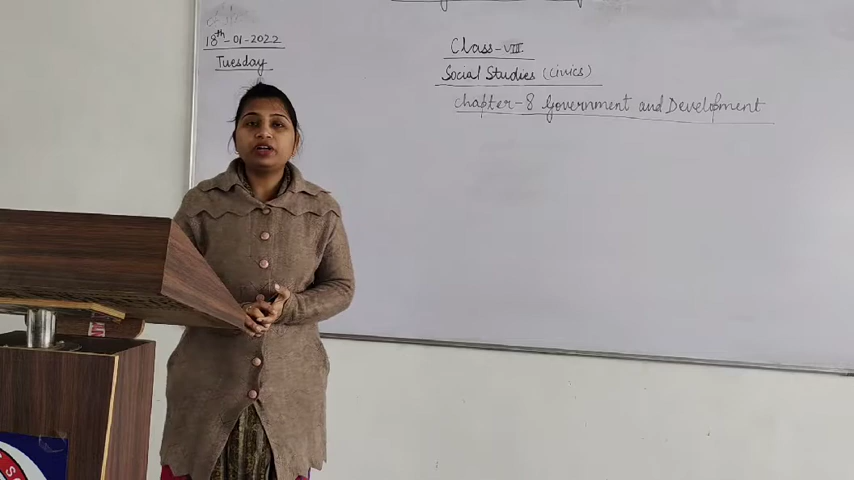 18th-01-2022
Tuesday
Class-VIII.
Social Studies (Civics)
Chapter-8 Government and Development